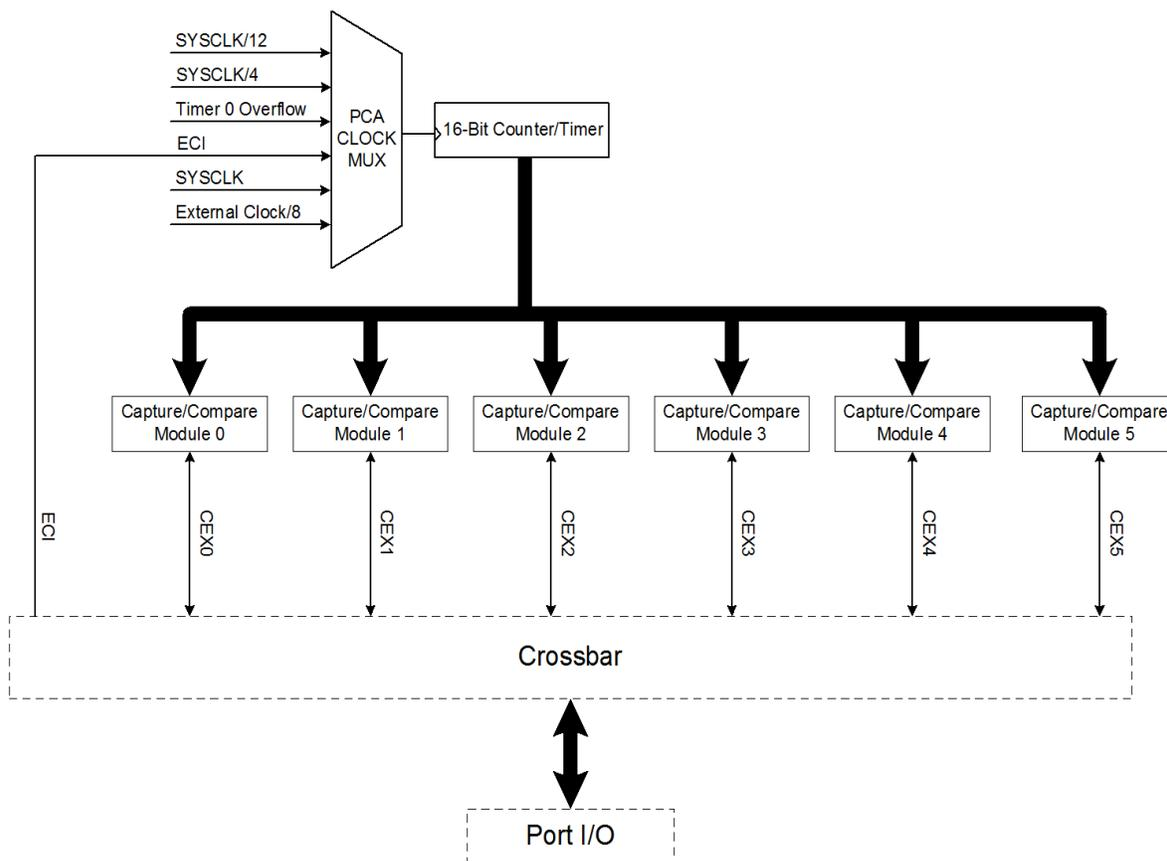 SYSCLK/12
SYSCLK/4
Timer 0 Overflow
ECI
SYSCLK
External Clock/8
PCA
CLOCK
MUX
16-Bit Counter/Timer
Capture/Compare
Module 0
Capture/Compare
Module 1
Capture/Compare
Module 2
Capture/Compare
Module 3
Capture/Compare
Module 4
Capture/Compare
Module 5
ECI
CEX0
CEX1
CEX2
CEX3
CEX4
CEX5
Crossbar
Port I/O